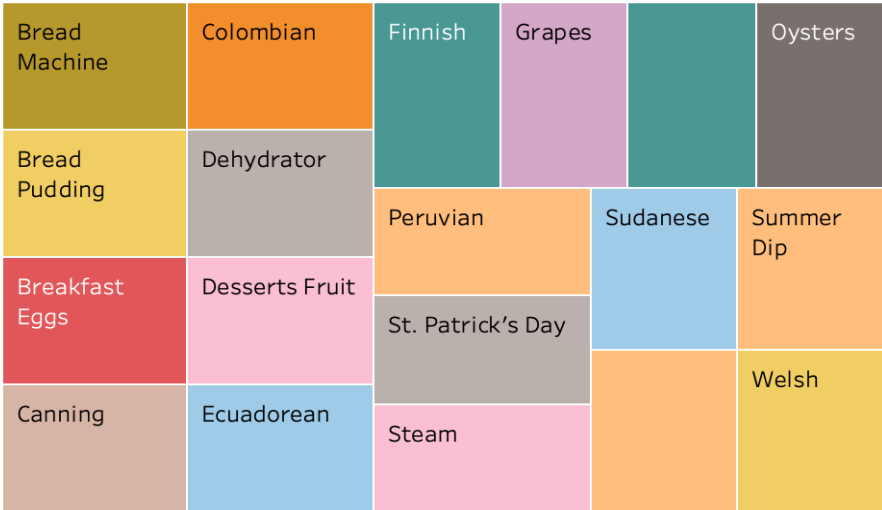 Bread
Machine
Colombian
Finnish
Grapes
Oysters
Bread
Pudding
Dehydrator
Peruvian
Sudanese
Summer
Dip
Breakfast
Eggs
Desserts Fruit
St. Patrick’s Day
Welsh
Canning
Ecuadorean
Steam